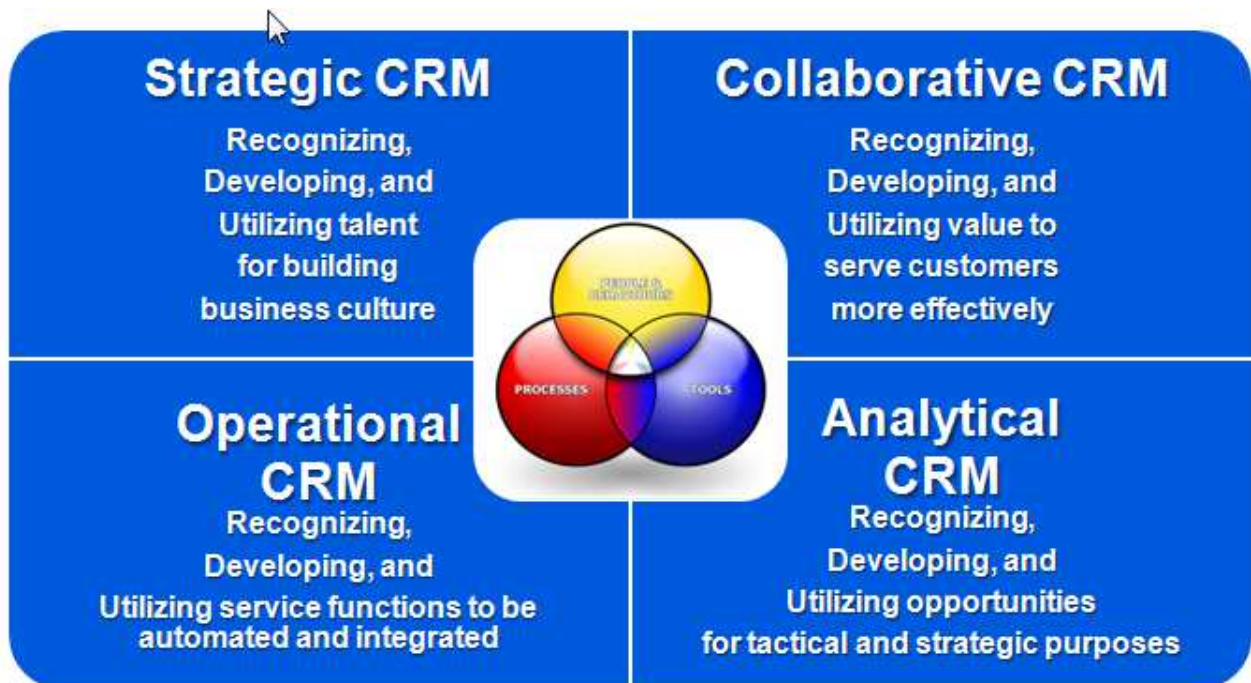 Strategic CRM
Recognizing,
Developing, and
Utilizing talent
for building
business culture
Collaborative CRM
Recognizing,
Developing, and
Utilizing value to
serve customers
more effectively
PEOPLE &
BEHAVIOURS
PROCESSES
TOOLS
Operational
CRM
Recognizing,
Developing, and
Utilizing service functions to be
automated and integrated
Analytical
CRM
Recognizing,
Developing, and
Utilizing opportunities
for tactical and strategic purposes